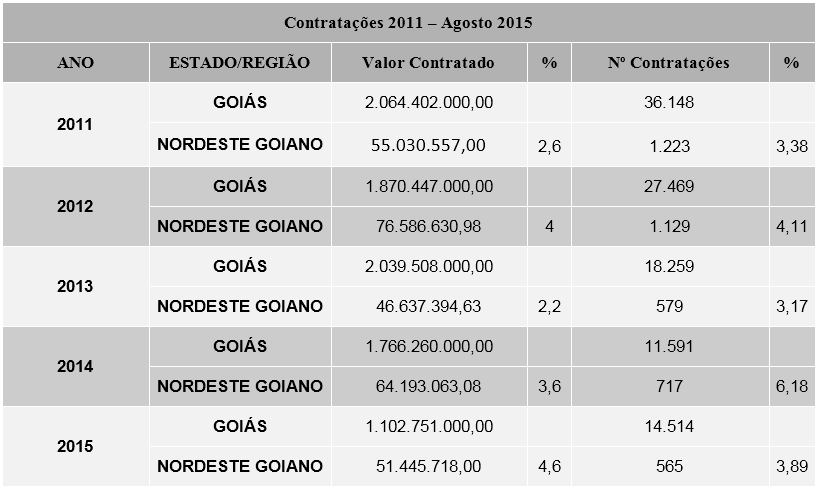 Contratações 2011 – Agosto 2015
ANO ESTADO/REGIÃO Valor Contratado % Nº Contratações %
2011 GOIÁS 2.064.402.000,00 36.148
NORDESTE GOIANO 55.030.557,00 2,6 1.223 3,38
2012 GOIÁS 1.870.447.000,00 27.469
NORDESTE GOIANO 76.586.630,98 4 1.129 4,11
2013 GOIÁS 2.039.508.000,00 18.259
NORDESTE GOIANO 46.637.394,63 2,2 579 3,17
2014 GOIÁS 1.766.260.000,00 11.591
NORDESTE GOIANO 64.193.063,08 3,6 717 6,18
2015 GOIÁS 1.102.751.000,00 14.514
NORDESTE GOIANO 51.445.718,00 4,6 565 3,89